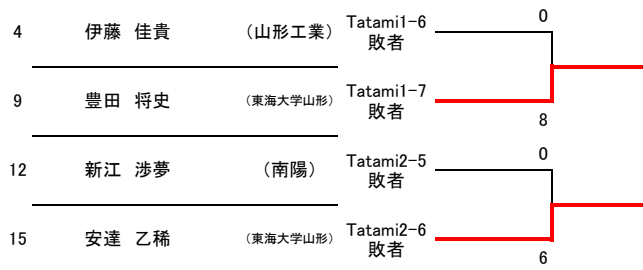 4 伊藤 佳貴 (山形工業) Tatami1-6 敗者 0
9 豊田 将史 (東海大学山形) Tatami1-7 敗者 8
12 新江 渉夢 (南陽) Tatami2-5 敗者 0
15 安達 乙稀 (東海大学山形) Tatami2-6 敗者 6